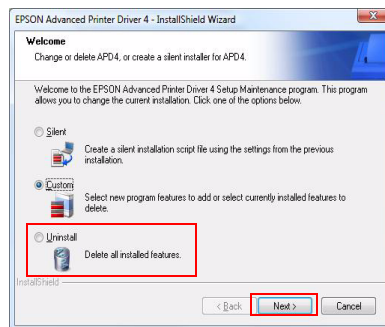 EPSON Advanced Printer Driver 4 - InstallShield Wizard
Welcome
Change or delete APD4, or create a silent installer for APD4.
Welcome to the EPSON Advanced Printer Driver 4 Setup Maintenance program. This program
allows you to change the current installation. Click one of the options below.
Silent
Create a silent installation script file using the settings from the previous
installation.
Custom
Select new program features to add or select currently installed features to
delete.
Uninstall
Delete all installed features.
InstallShield
< Back
Next >
Cancel